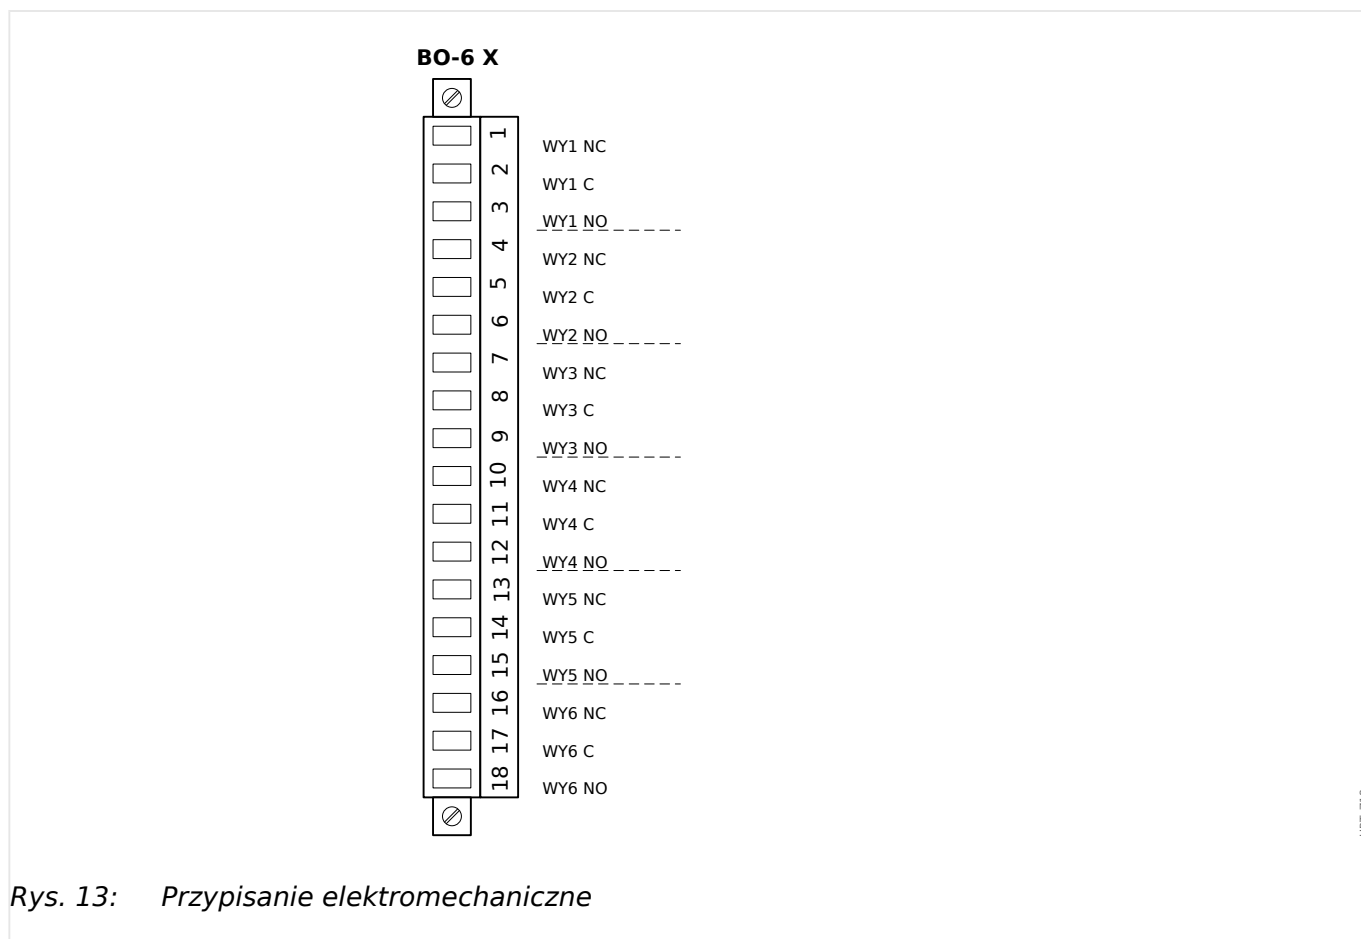 BO-6 X
1 WY1 NC
2 WY1 C
3 WY1 NO
4 WY2 NC
5 WY2 C
6 WY2 NO
7 WY3 NC
8 WY3 C
9 WY3 NO
10 WY4 NC
11 WY4 C
12 WY4 NO
13 WY5 NC
14 WY5 C
15 WY5 NO
16 WY6 NC
17 WY6 C
18 WY6 NO
Rys. 13: Przypisanie elektromechaniczne